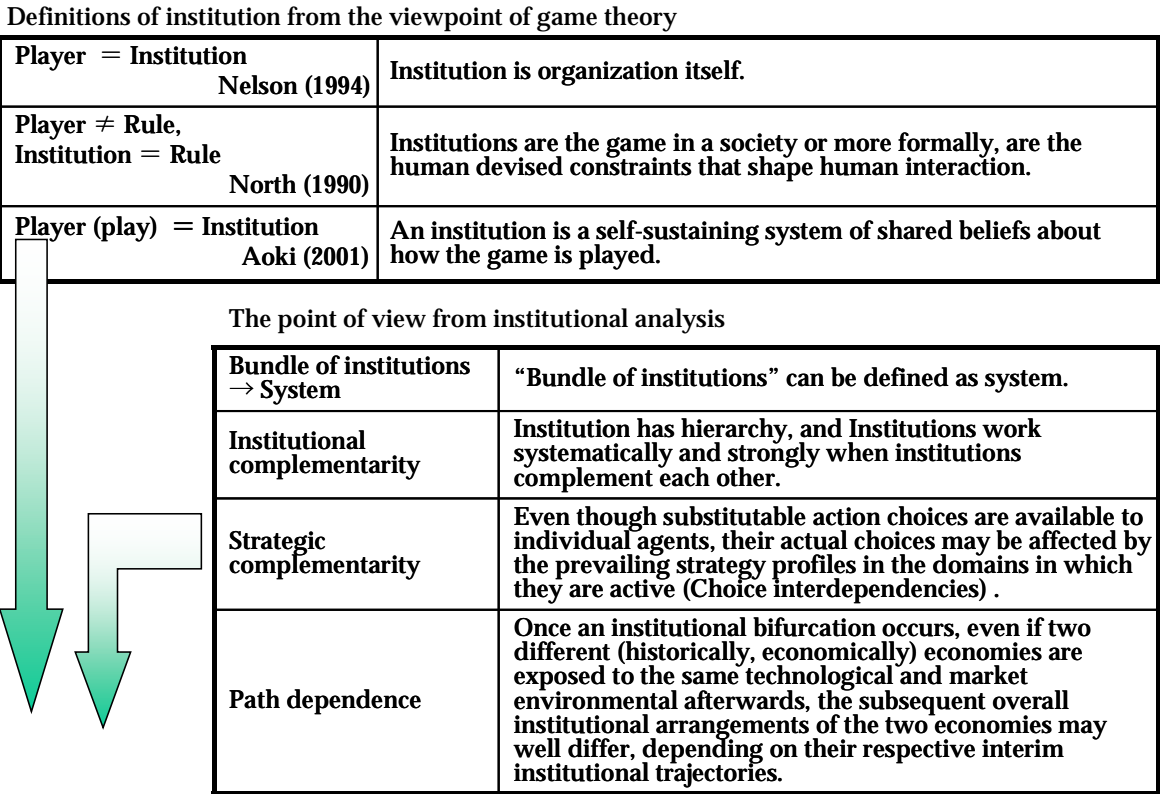 Definitions of institution from the viewpoint of game theory
Player = Institution
Nelson (1994)
Institution is organization itself.
Player ≠ Rule,
Institution = Rule
North (1990)
Institutions are the game in a society or more formally, are the
human devised constraints that shape human interaction.
Player (play) = Institution
Aoki (2001)
An institution is a self-sustaining system of shared beliefs about
how the game is played.
The point of view from institutional analysis
Bundle of institutions
→ System
“Bundle of institutions” can be defined as system.
Institutional
complementarity
Institution has hierarchy, and Institutions work
systematically and strongly when institutions
complement each other.
Strategic
complementarity
Even though substitutable action choices are available to
individual agents, their actual choices may be affected by
the prevailing strategy profiles in the domains in which
they are active (Choice interdependencies) .
Path dependence
Once an institutional bifurcation occurs, even if two
different (historically, economically) economies are
exposed to the same technological and market
environmental afterwards, the subsequent overall
institutional arrangements of the two economies may
well differ, depending on their respective interim
institutional trajectories.